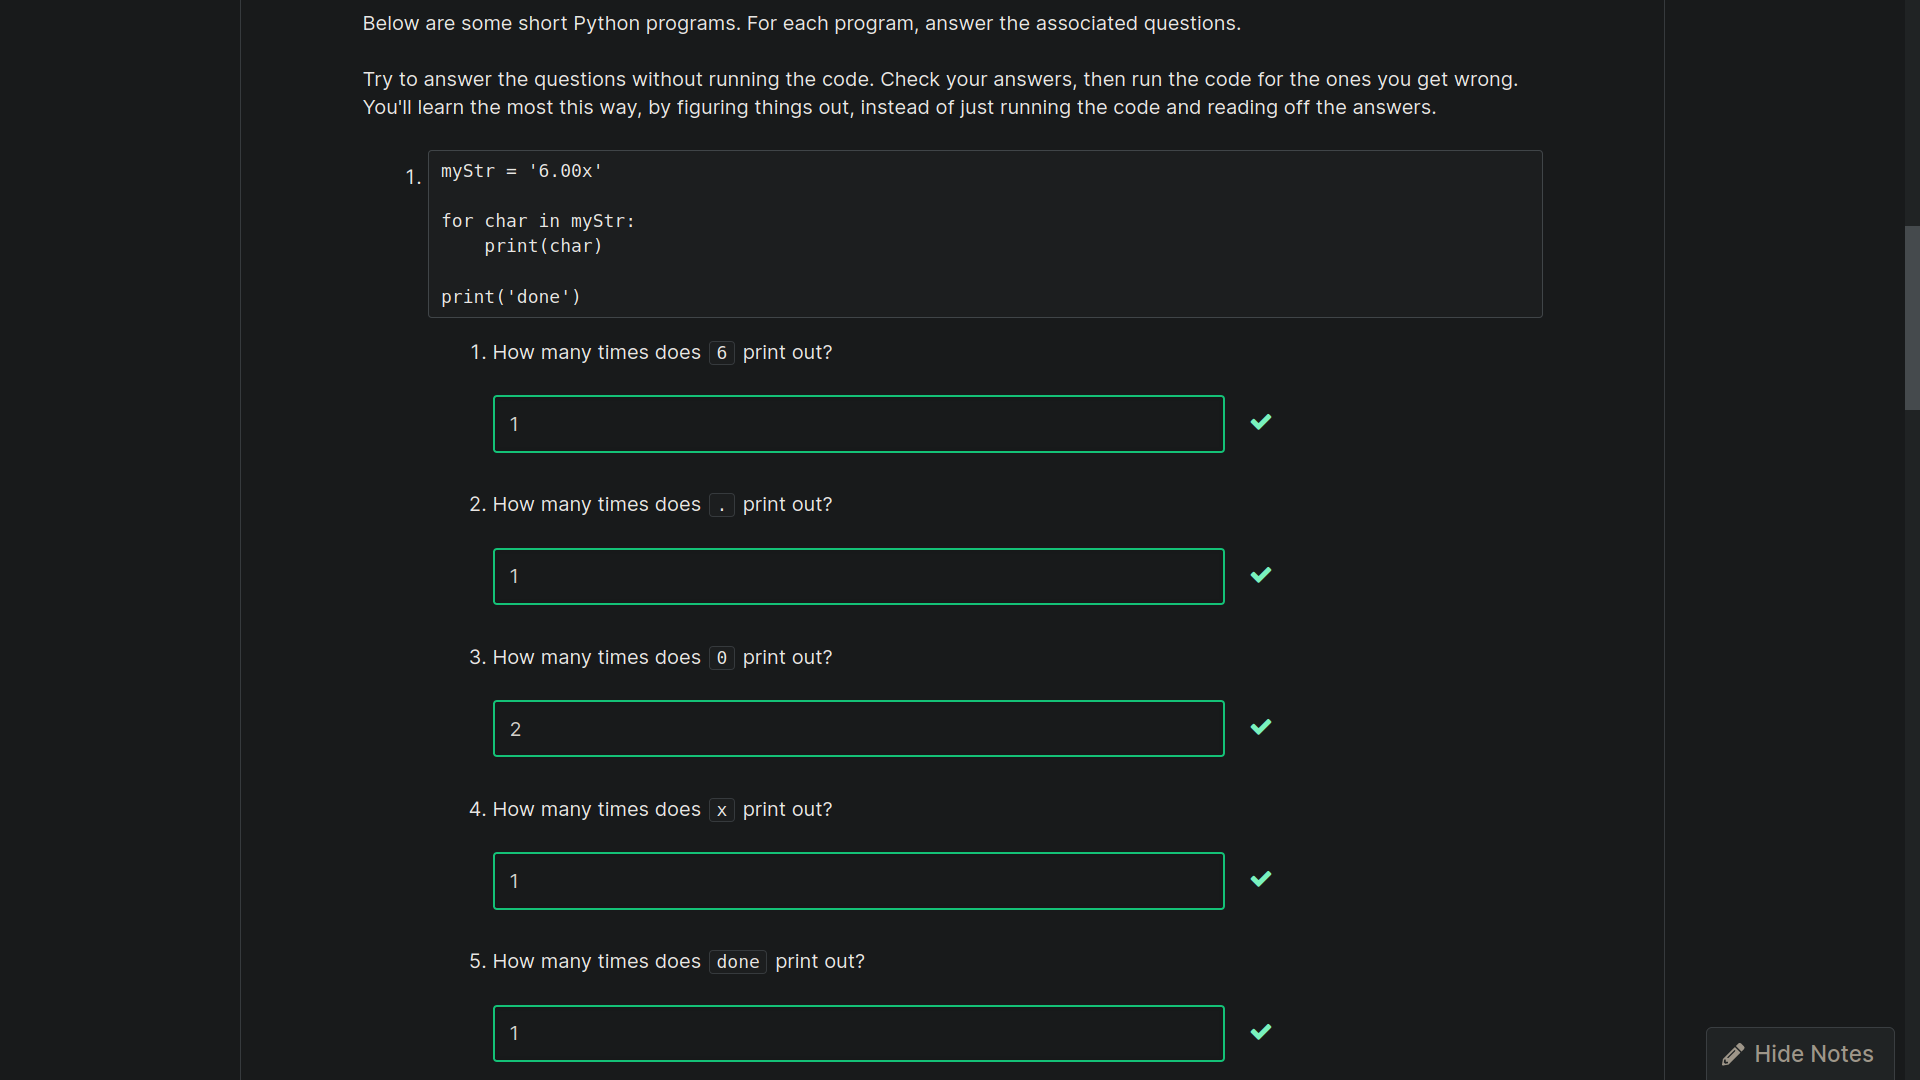 Below are some short Python programs. For each program, answer the associated questions.
Try to answer the questions without running the code. Check your answers, then run the code for the ones you get wrong.
You'll learn the most this way, by figuring things out, instead of just running the code and reading off the answers.
1.
myStr = '6.00x'
for char in myStr:
    print(char)
print('done')
1. How many times does 6 print out?
1
2. How many times does . print out?
1
3. How many times does 0 print out?
2
4. How many times does x print out?
1
5. How many times does done print out?
1
Hide Notes